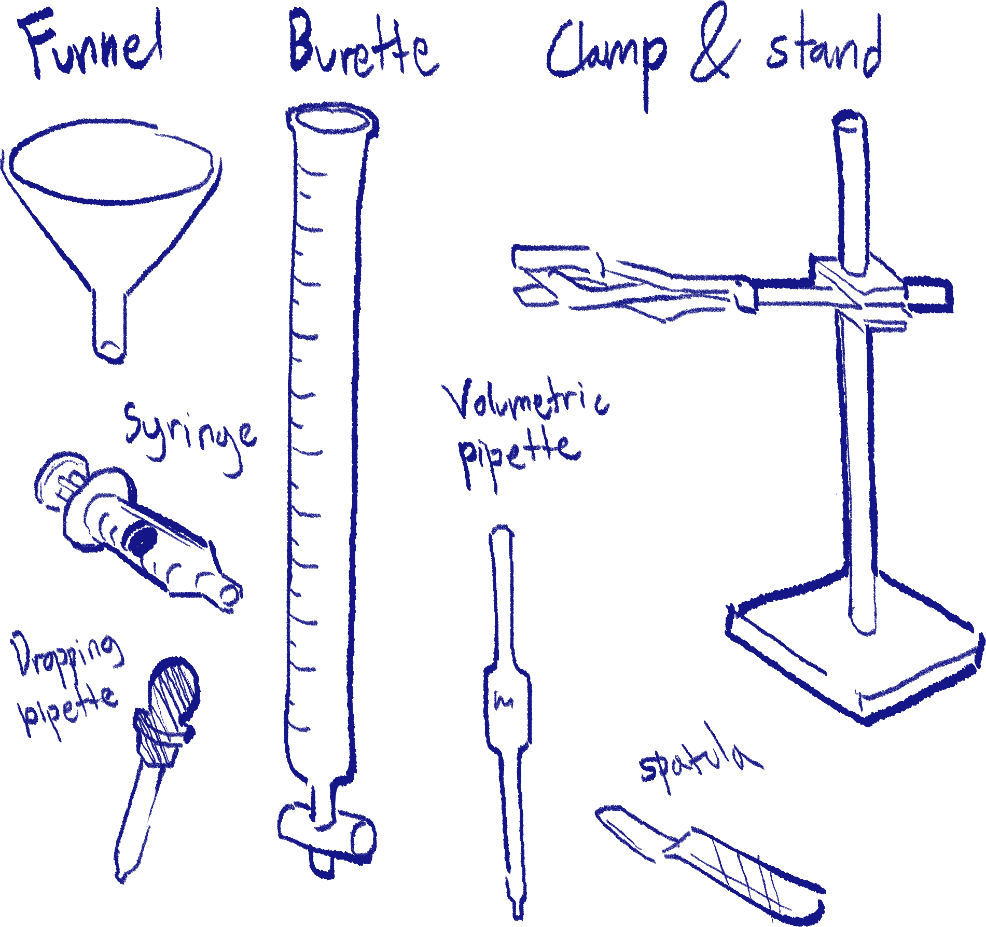 Funnel
Burette
Clamp & stand
Syringe
Volumetric
pipette
Dropping
pipette
spatula